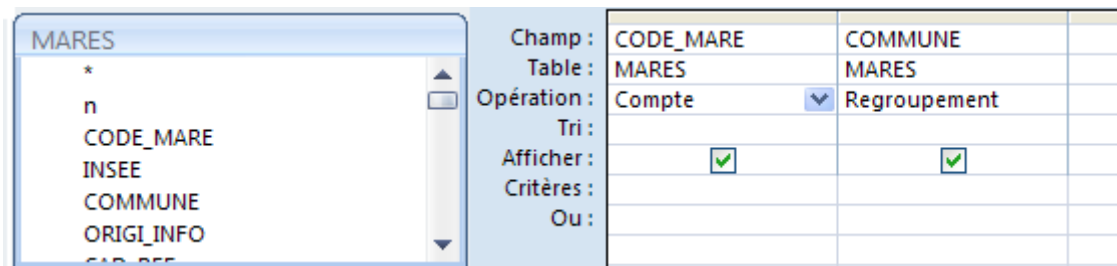 MARES
*
n
CODE_MARE
INSEE
COMMUNE
ORIGI_INFO
Champ : CODE_MARE COMMUNE
Table : MARES MARES
Opération : Compte Regroupement
Tri :
Afficher :
Critères :
Ou :